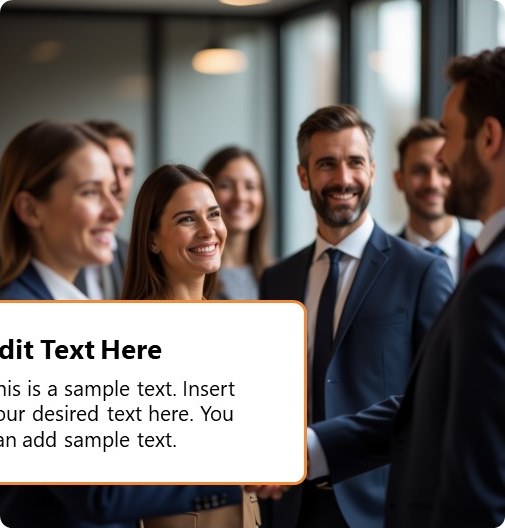 dit Text Here
his is a sample text. Insert
our desired text here. You
an add sample text.